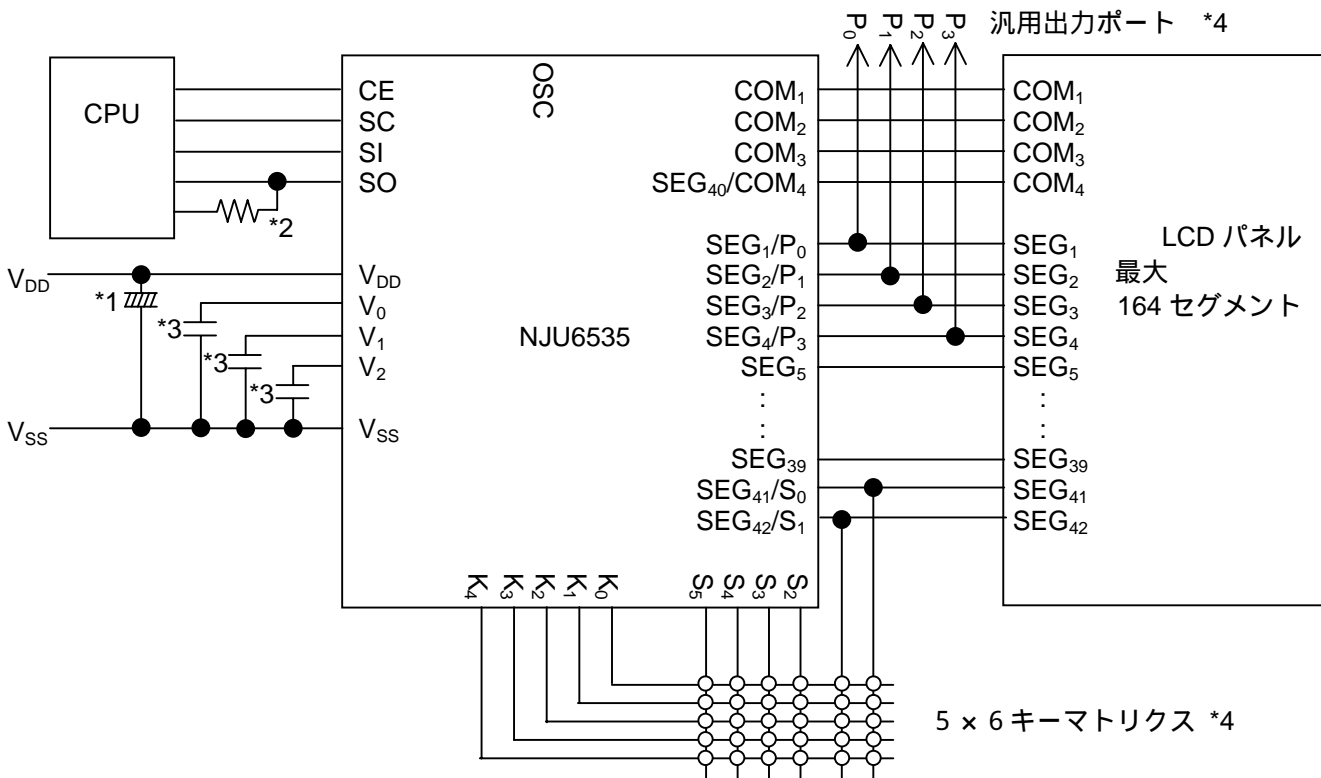 P₀ P₁ P₂ P₃ 汎用出力ポート *4
CPU
CE
SC
SI
SO
*2
OSC
COM₁
COM₂
COM₃
SEG₄₀/COM₄
SEG₁/P₀
SEG₂/P₁
SEG₃/P₂
SEG₄/P₃
SEG₅
:
:
SEG₃₉
SEG₄₁/S₀
SEG₄₂/S₁
COM₁
COM₂
COM₃
COM₄
SEG₁
SEG₂
SEG₃
SEG₄
SEG₅
:
:
SEG₃₉
SEG₄₁
SEG₄₂
LCD パネル
最大
164 セグメント
V_DD
*1
*3
*3
*3
V_SS
V_DD
V₀
V₁
V₂
V_SS
NJU6535
K₄ K₃ K₂ K₁ K₀ S₅ S₄ S₃ S₂
5 × 6 キーマトリクス *4